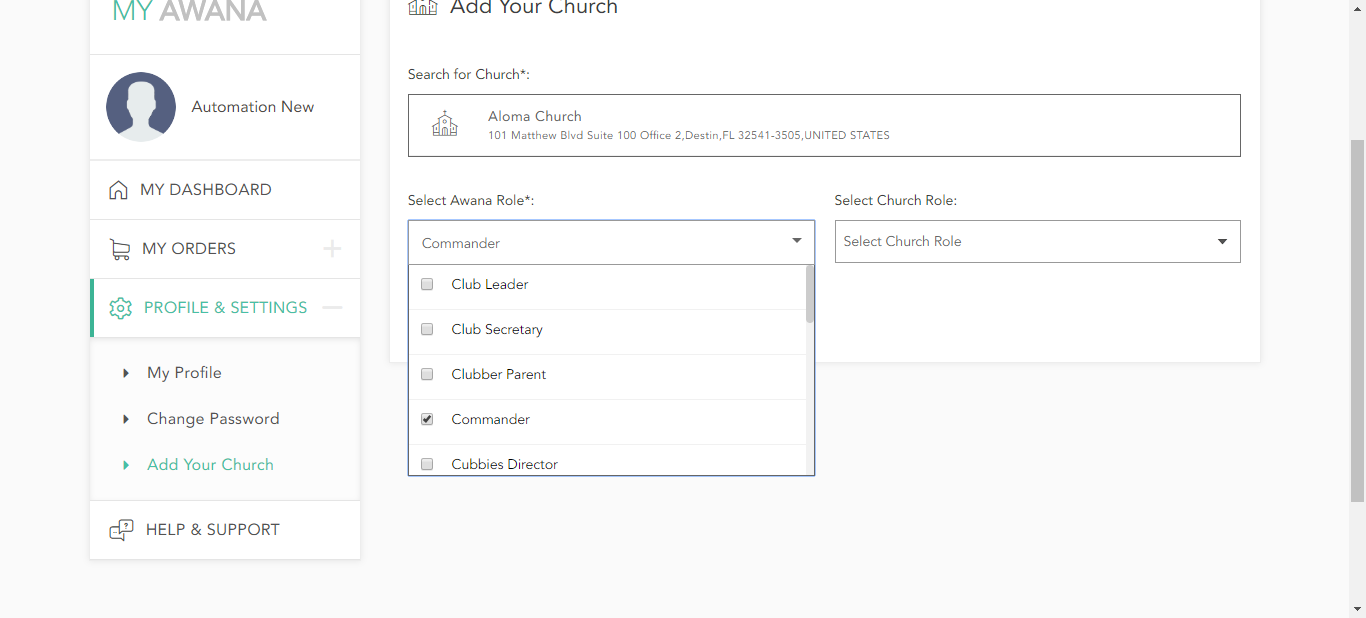 MY AWANA
Automation New
MY DASHBOARD
MY ORDERS
PROFILE & SETTINGS
My Profile
Change Password
Add Your Church
HELP & SUPPORT
Add Your Church
Search for Church*:
Aloma Church
101 Matthew Blvd Suite 100 Office 2,Destin,FL 32541-3505,UNITED STATES
Select Awana Role*:
Commander
Club Leader
Club Secretary
Clubber Parent
Commander
Cubbies Director
Select Church Role:
Select Church Role